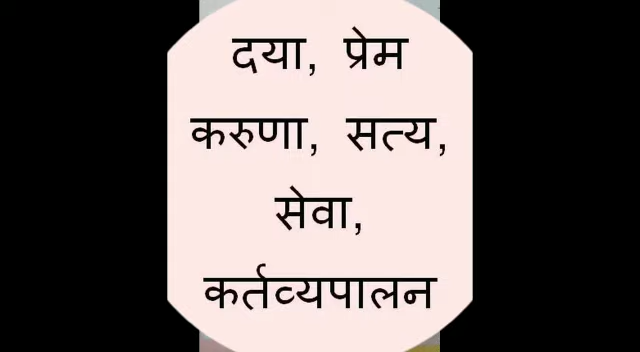 दया, प्रेम
करुणा, सत्य,
सेवा,
कर्तव्यपालन